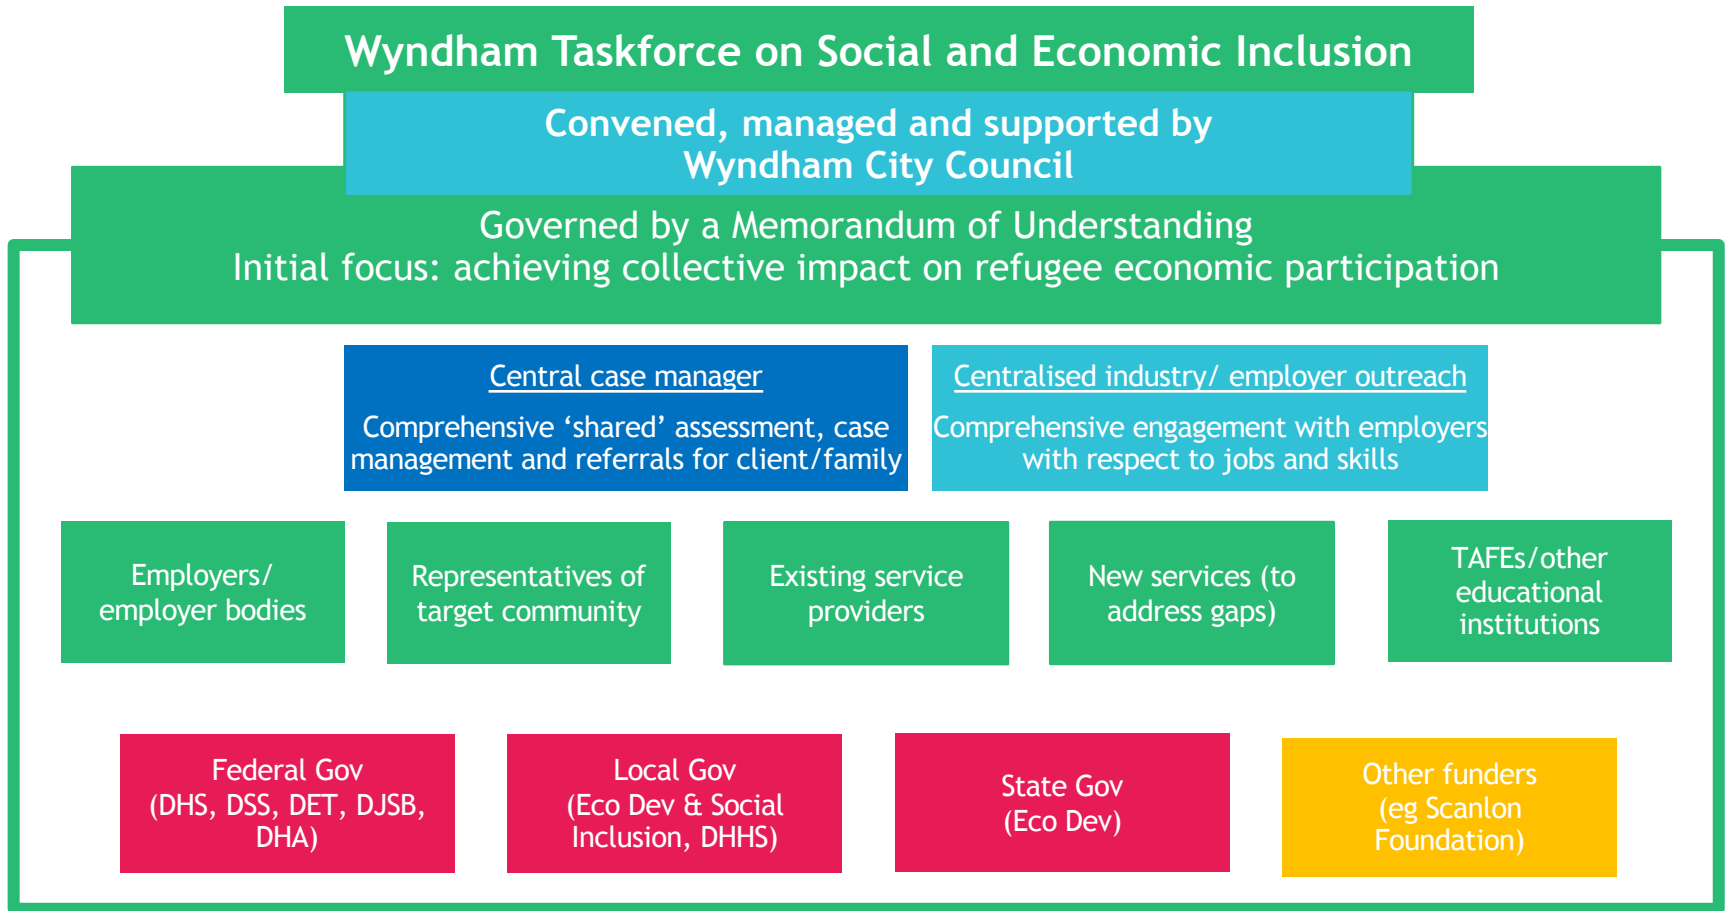 Wyndham Taskforce on Social and Economic Inclusion
Convened, managed and supported by
Wyndham City Council
Governed by a Memorandum of Understanding
Initial focus: achieving collective impact on refugee economic participation
Central case manager
Comprehensive ‘shared’ assessment, case
management and referrals for client/family
Centralised industry/ employer outreach
Comprehensive engagement with employers
with respect to jobs and skills
Employers/
employer bodies
Representatives of
target community
Existing service
providers
New services (to
address gaps)
TAFEs/other
educational
institutions
Federal Gov
(DHS, DSS, DET, DJSB,
DHA)
Local Gov
(Eco Dev & Social
Inclusion, DHHS)
State Gov
(Eco Dev)
Other funders
(eg Scanlon
Foundation)